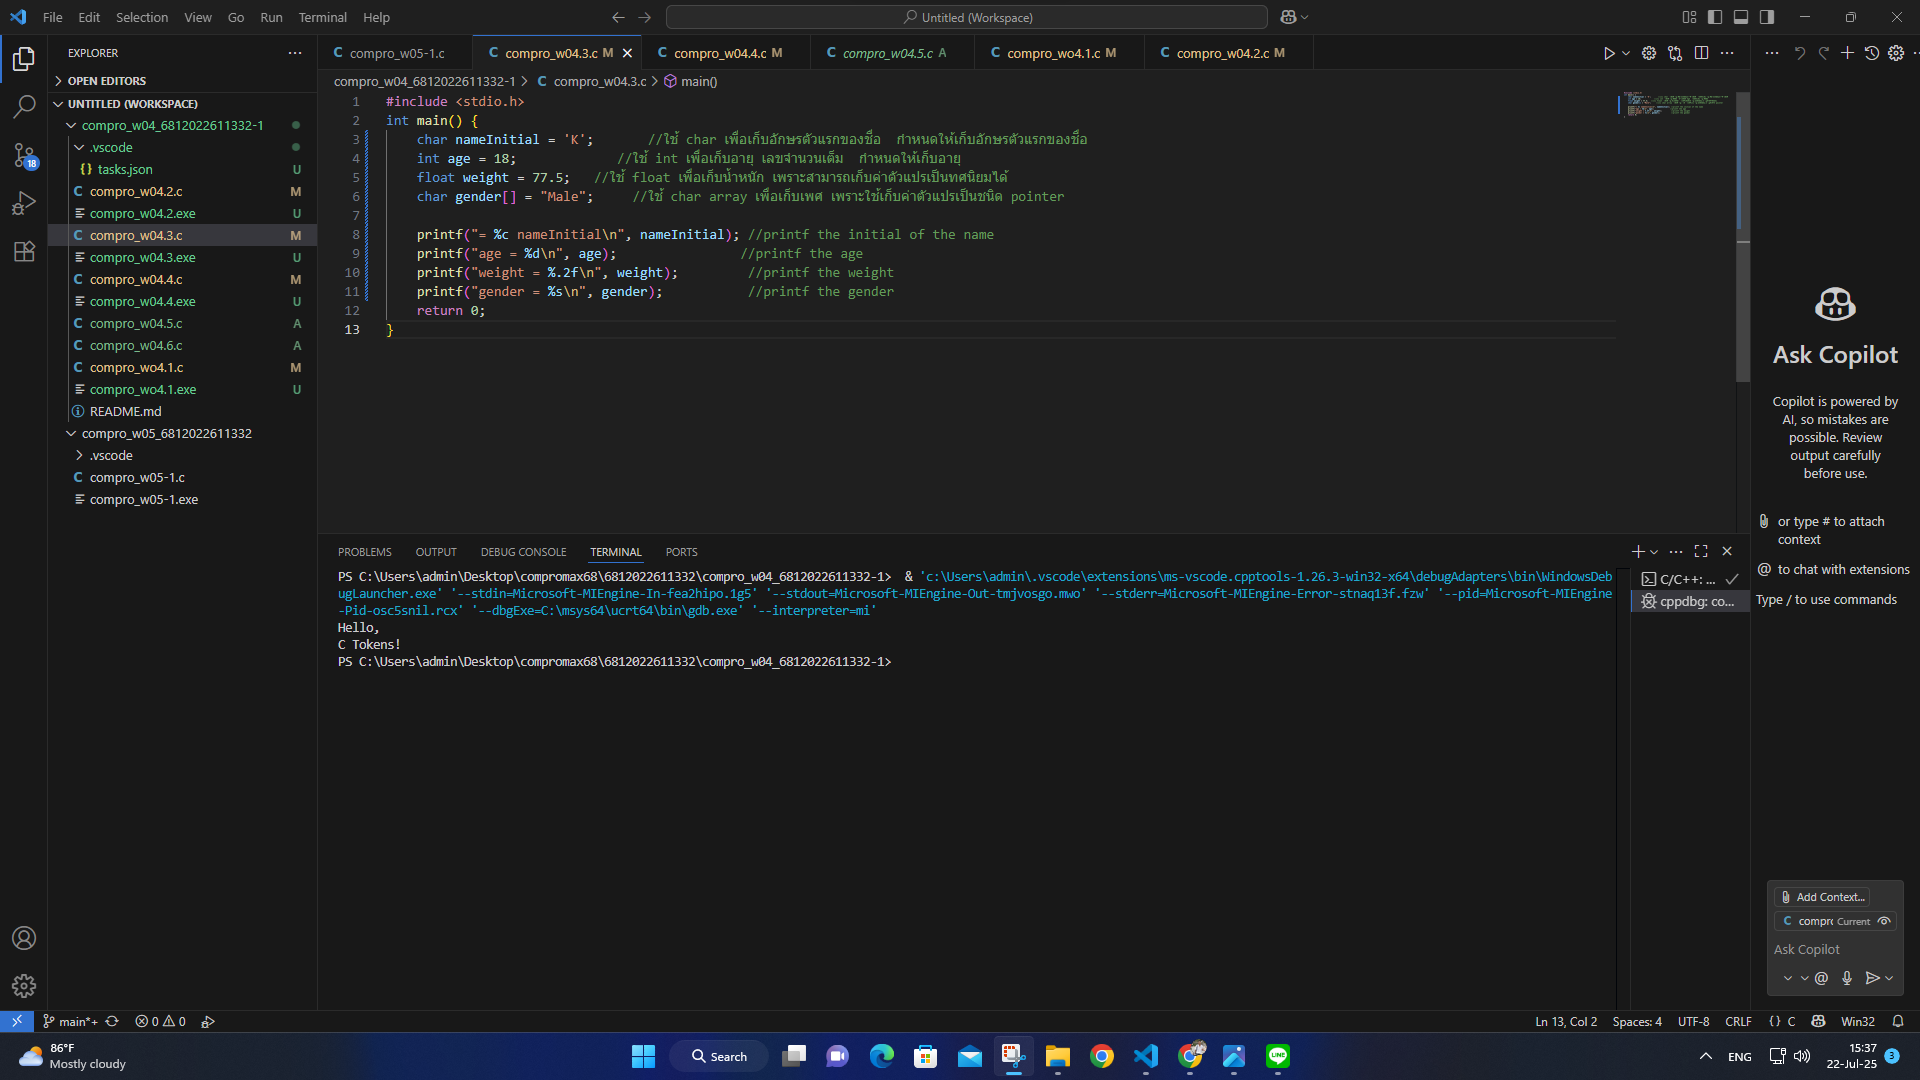 File Edit Selection View Go Run Terminal Help
Untitled (Workspace)
EXPLORER
OPEN EDITORS
UNTITLED (WORKSPACE)
compro_w04_6812022611332-1
.vscode
tasks.json U
compro_w04.2.c M
compro_w04.2.exe U
compro_w04.3.c M
compro_w04.3.exe U
compro_w04.4.c M
compro_w04.4.exe U
compro_w04.5.c A
compro_w04.6.c A
compro_wo4.1.c M
compro_wo4.1.exe U
README.md
compro_w05_6812022611332
.vscode
compro_w05-1.c
compro_w05-1.exe
compro_w05-1.c compro_w04.3.c M compro_w04.4.c M compro_w04.5.c A compro_wo4.1.c M compro_w04.2.c M
compro_w04_6812022611332-1 > compro_w04.3.c > main()
1 #include <stdio.h>
2 int main() {
3 char nameInitial = 'K'; //ใช้ char เพื่อเก็บอักษรตัวแรกของชื่อ กำหนดให้เก็บอักษรตัวแรกของชื่อ
4 int age = 18; //ใช้ int เพื่อเก็บอายุ เลขจำนวนเต็ม กำหนดให้เก็บอายุ
5 float weight = 77.5; //ใช้ float เพื่อเก็บน้ำหนัก เพราะสามารถเก็บค่าตัวแปรเป็นทศนิยมได้
6 char gender[] = "Male"; //ใช้ char array เพื่อเก็บเพศ เพราะใช้เก็บค่าตัวแปรเป็นชนิด pointer
7
8 printf("= %c nameInitial\n", nameInitial); //printf the initial of the name
9 printf("age = %d\n", age); //printf the age
10 printf("weight = %.2f\n", weight); //printf the weight
11 printf("gender = %s\n", gender); //printf the gender
12 return 0;
13 }
PROBLEMS OUTPUT DEBUG CONSOLE TERMINAL PORTS
PS C:\Users\admin\Desktop\compromax68\6812022611332\compro_w04_6812022611332-1> & 'c:\Users\admin\.vscode\extensions\ms-vscode.cpptools-1.26.3-win32-x64\debugAdapters\bin\WindowsDeb
ugLauncher.exe' '--stdin=Microsoft-MIEngine-In-fea2hipo.1g5' '--stdout=Microsoft-MIEngine-Out-tmjvosgo.mwo' '--stderr=Microsoft-MIEngine-Error-stnaq13f.fzw' '--pid=Microsoft-MIEngine
-Pid-osc5snil.rcx' '--dbgExe=C:\msys64\ucrt64\bin\gdb.exe' '--interpreter=mi'
Hello,
C Tokens!
PS C:\Users\admin\Desktop\compromax68\6812022611332\compro_w04_6812022611332-1>
C/C++: ...
cppdbg: co...
Ask Copilot
Copilot is powered by
AI, so mistakes are
possible. Review
output carefully
before use.
or type # to attach
context
@ to chat with extensions
Type / to use commands
Add Context...
compro Current
Ask Copilot
18
main*+ 0 0
Ln 13, Col 2 Spaces: 4 UTF-8 CRLF {} C Win32
86°F
Mostly cloudy
Search
LINE
ENG
15:37
22-Jul-25
3